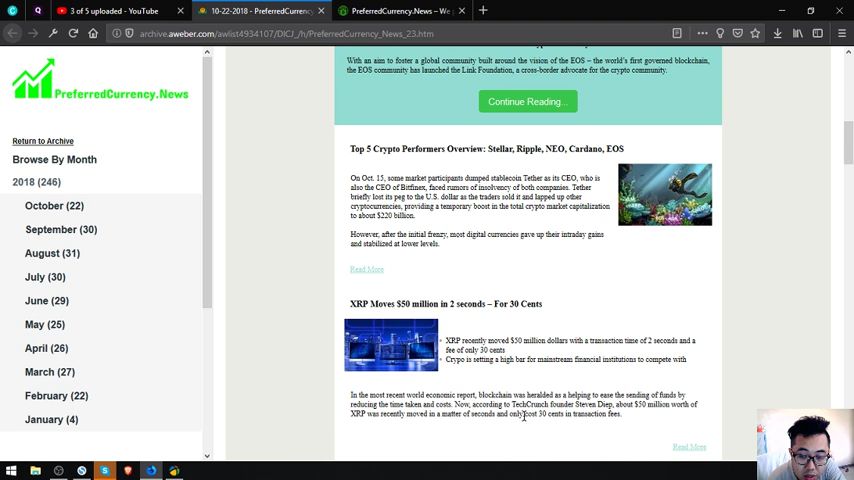 3 of 5 uploaded - YouTube
10-22-2018 - PreferredCurrency
PreferredCurrency.News – We p
archive.aweber.com/awlist4934107/DICJ_/h/PreferredCurrency_News_23.htm
PreferredCurrency.News
Return to Archive
Browse By Month
2018 (246)
October (22)
September (30)
August (31)
July (30)
June (29)
May (25)
April (26)
March (27)
February (22)
January (4)
With an aim to foster a global community built around the vision of the EOS – the world's first governed blockchain,
the EOS community has launched the Link Foundation, a cross-border advocate for the crypto community.
Continue Reading...
Top 5 Crypto Performers Overview: Stellar, Ripple, NEO, Cardano, EOS
On Oct. 15, some market participants dumped stablecoin Tether as its CEO, who is
also the CEO of Bitfinex, faced rumors of insolvency of both companies. Tether
briefly lost its peg to the U.S. dollar as the traders sold it and lapped up other
cryptocurrencies, providing a temporary boost in the total crypto market capitalization
to about $220 billion.
However, after the initial frenzy, most digital currencies gave up their intraday gains
and stabilized at lower levels.
Read More
XRP Moves $50 million in 2 seconds – For 30 Cents
XRP recently moved $50 million dollars with a transaction time of 2 seconds and a
fee of only 30 cents
Crypo is setting a high bar for mainstream financial institutions to compete with
In the most recent world economic report, blockchain was heralded as a helping to ease the sending of funds by
reducing the time taken and costs. Now, according to TechCrunch founder Steven Diep, about $50 million worth of
XRP was recently moved in a matter of seconds and only cost 30 cents in transaction fees.
Read More